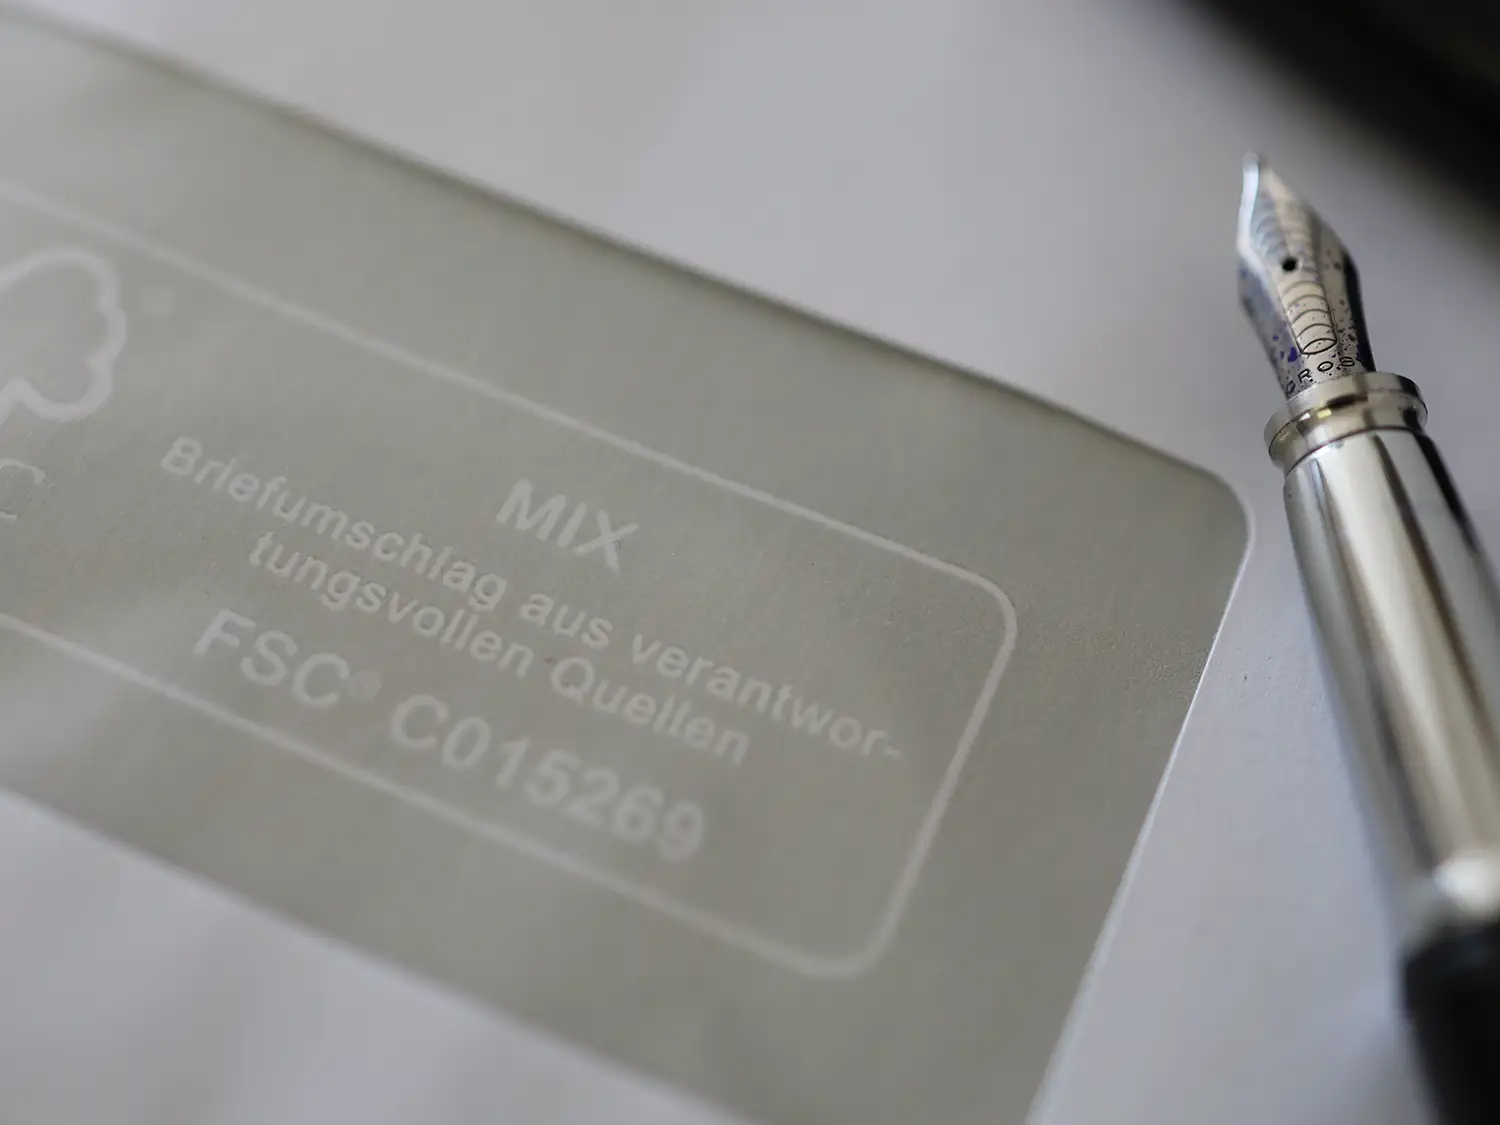 MIX
Briefumschlag aus verantwor-
tungsvollen Quellen
FSC® C015269